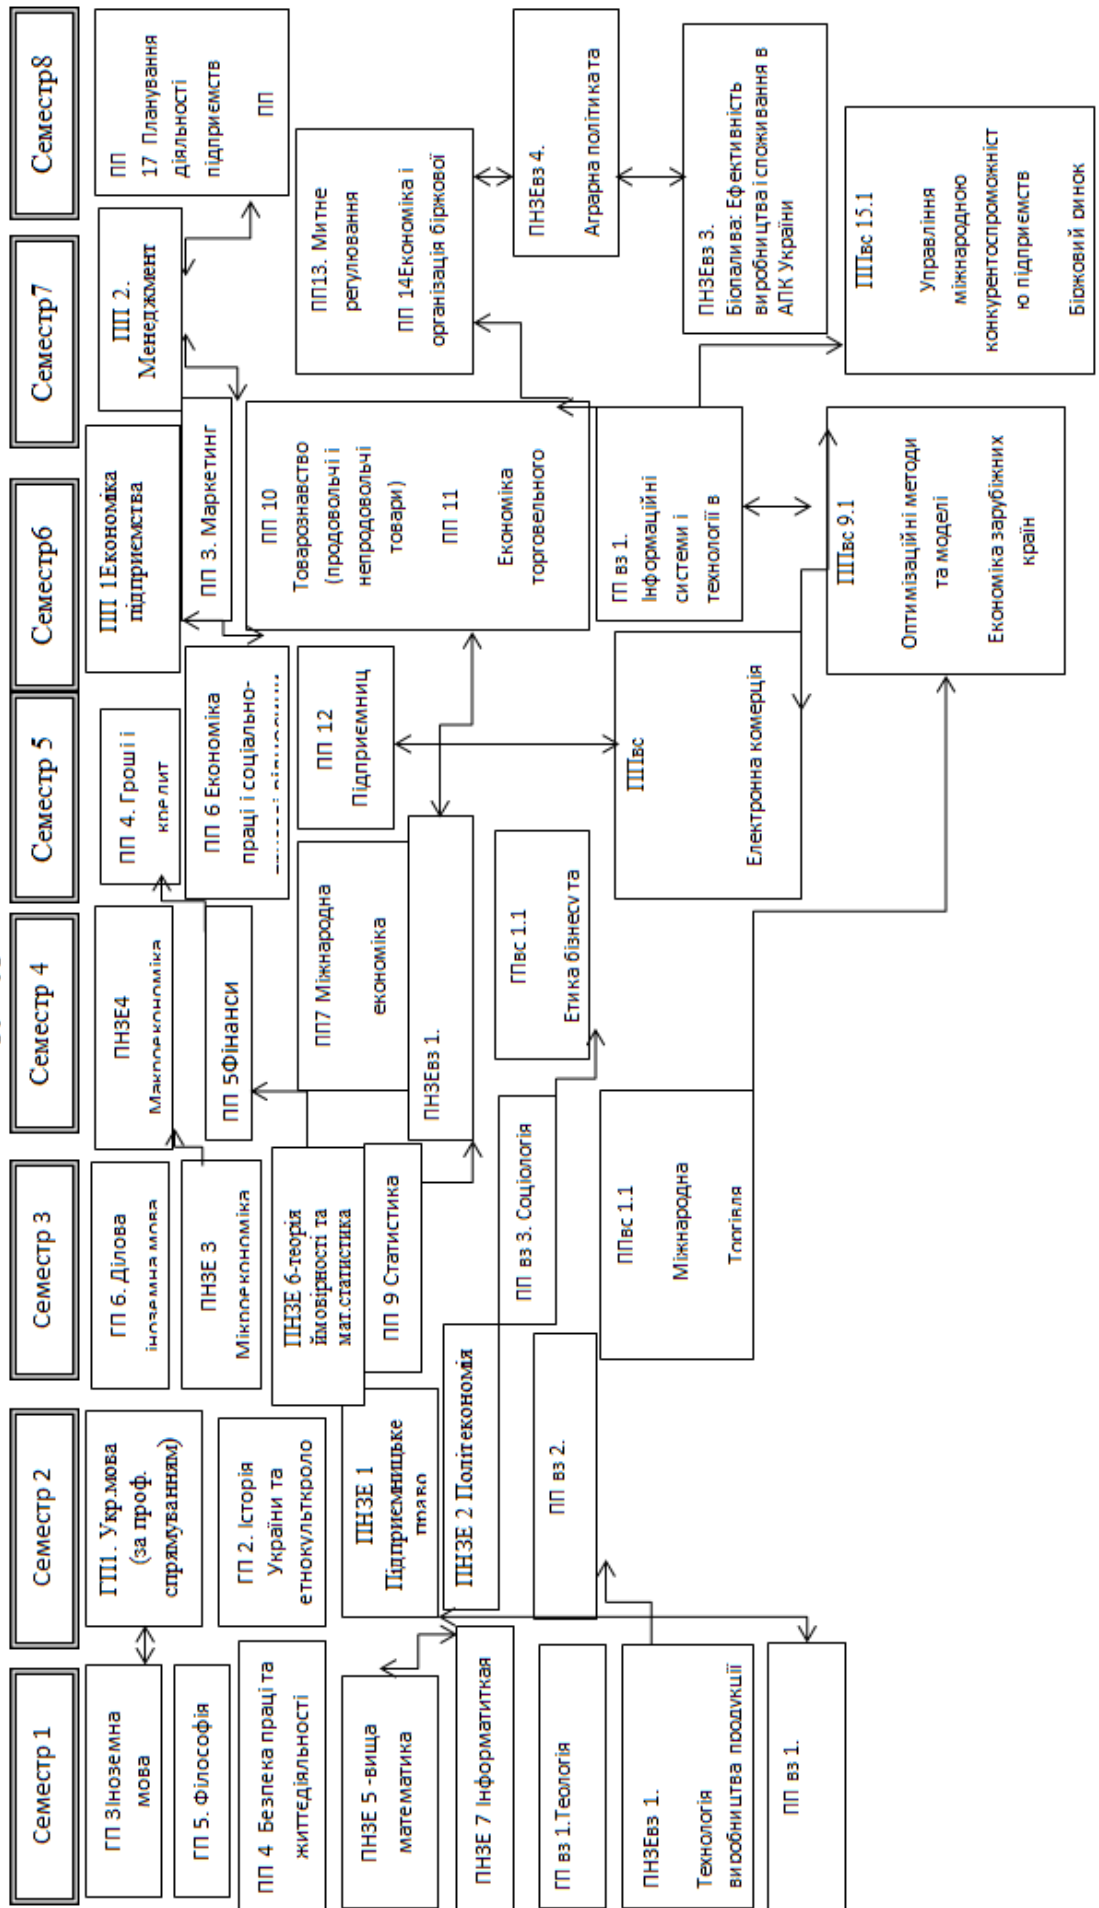 Семестр 1
Семестр 2
Семестр 3
Семестр 4
Семестр 5
Семестр6
Семестр7
Семестр8
ГП 3Іноземна
мова
ГП 5. Філософія
ПП 4 Безпека праці та
життєдіяльності
ПНЗЕ 5 -вища
математика
ПНЗЕ 7 Інформатиткая
ГП вз 1.Теологія
ПНЗЕвз 1.
Технологія
виробництва продукції
ПП вз 1.
ГП1. Укр.мова
(за проф.
спрямуванням)
ГП 2. Історія
України та
етнокульткроло
ПНЗЕ 1
Підприємницьке
право
ПНЗЕ 2 Політекономія
ПП вз 2.
ГП 6. Ділова
іноземна мова
ПНЗЕ 3
Мікроекономіка
ПНЗЕ 6-теорія
ймовірності та
мат.статистика
ПП 9 Статистика
ПП вз 3. Соціологія
ППвс 1.1
Міжнародна
Торгівля
ПНЗЕ4
Макроекономіка
ПП 5Фінанси
ПП7 Міжнародна
економіка
ПНЗЕвз 1.
ГПвс 1.1
Етика бізнесу та
ПП 4. Гроші і
кредит
ПП 6 Економіка
праці і соціально-
ПП 12
Підприємниц
ППвс
Електронна комерція
ПП 1Економіка
підприємства
ПП 3. Маркетинг
ПП 10
Товарознавство
(продовольчі і
непродовольчі
товари)
ПП 11
Економіка
торговельного
ГП вз 1.
Інформаційні
системи і
технології в
ППвс 9.1
Оптимізаційні методи
та моделі
Економіка зарубіжних
країн
ПП 2.
Менеджмент
ПП13. Митне
регулювання
ПП 14Економіка і
організація біржової
ПНЗЕвз 4.
Аграрна політика та
ПНЗЕвз 3.
Біопалива: Ефективність
виробництва і споживання в
АПК України
ППвс 15.1
Управління
міжнародною
конкурентоспроможніст
ю підприємств
Біржовий ринок
ПП
17 Планування
діяльності
підприємств
ПП